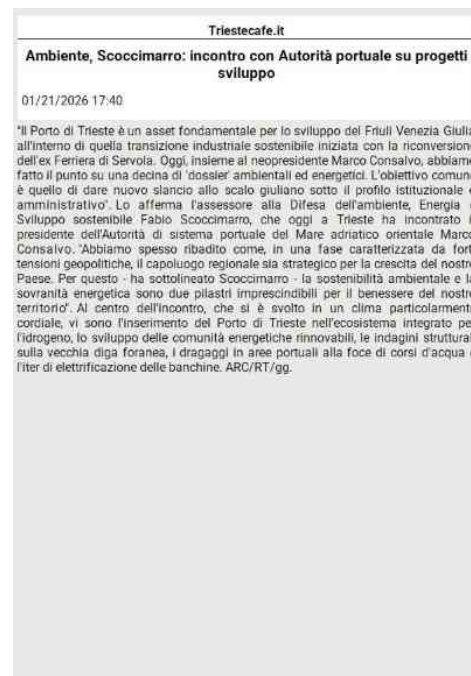 Triestecafe.it
Ambiente, Scoccimarro: incontro con Autorità portuale su progetti
sviluppo
01/21/2026 17:40
"Il Porto di Trieste è un asset fondamentale per lo sviluppo del Friuli Venezia Giulia
all'interno di quella transizione industriale sostenibile iniziata con la riconversione
dell'ex Ferriera di Servola. Oggi, insieme al neopresidente Marco Consalvo, abbiamo
fatto il punto su una decina di 'dossier' ambientali ed energetici. L'obiettivo comune
è quello di dare nuovo slancio allo scalo giuliano sotto il profilo istituzionale e
amministrativo". Lo afferma l'assessore alla Difesa dell'ambiente, Energia e
Sviluppo sostenibile Fabio Scoccimarro, che oggi a Trieste ha incontrato il
presidente dell'Autorità di sistema portuale del Mare adriatico orientale Marco
Consalvo. "Abbiamo spesso ribadito come, in una fase caratterizzata da forti
tensioni geopolitiche, il capoluogo regionale sia strategico per la crescita del nostro
Paese. Per questo - ha sottolineato Scoccimarro - la sostenibilità ambientale e la
sovranità energetica sono due pilastri imprescindibili per il benessere del nostro
territorio". Al centro dell'incontro, che si è svolto in un clima particolarmente
cordiale, vi sono l'inserimento del Porto di Trieste nell'ecosistema integrato per
l'idrogeno, lo sviluppo delle comunità energetiche rinnovabili, le indagini strutturali
sulla vecchia diga foranea, i dragaggi in aree portuali alla foce di corsi d'acqua e
l'iter di elettrificazione delle banchine. ARC/RT/gg.